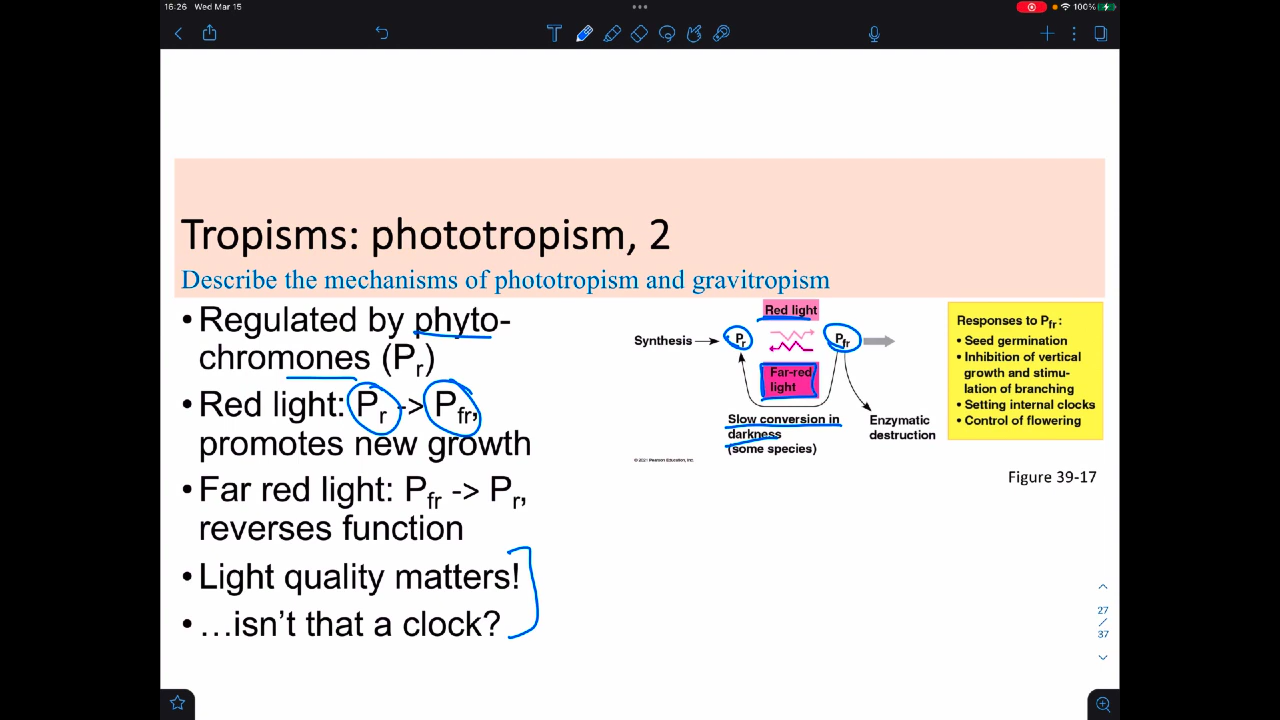 16:26 Wed Mar 15
100%
Tropisms: phototropism, 2
Describe the mechanisms of phototropism and gravitropism
• Regulated by phyto-
chromones (Pr)
• Red light: Pr -> Pfr,
promotes new growth
• Far red light: Pfr -> Pr,
reverses function
• Light quality matters!
• …isn't that a clock?
Red light
Synthesis
Pr
Pfr
Far-red
light
Slow conversion in
darkness
(some species)
Enzymatic
destruction
© 2021 Pearson Education, Inc.
Responses to Pfr:
• Seed germination
• Inhibition of vertical
growth and stimu-
lation of branching
• Setting internal clocks
• Control of flowering
Figure 39-17
27
/
37